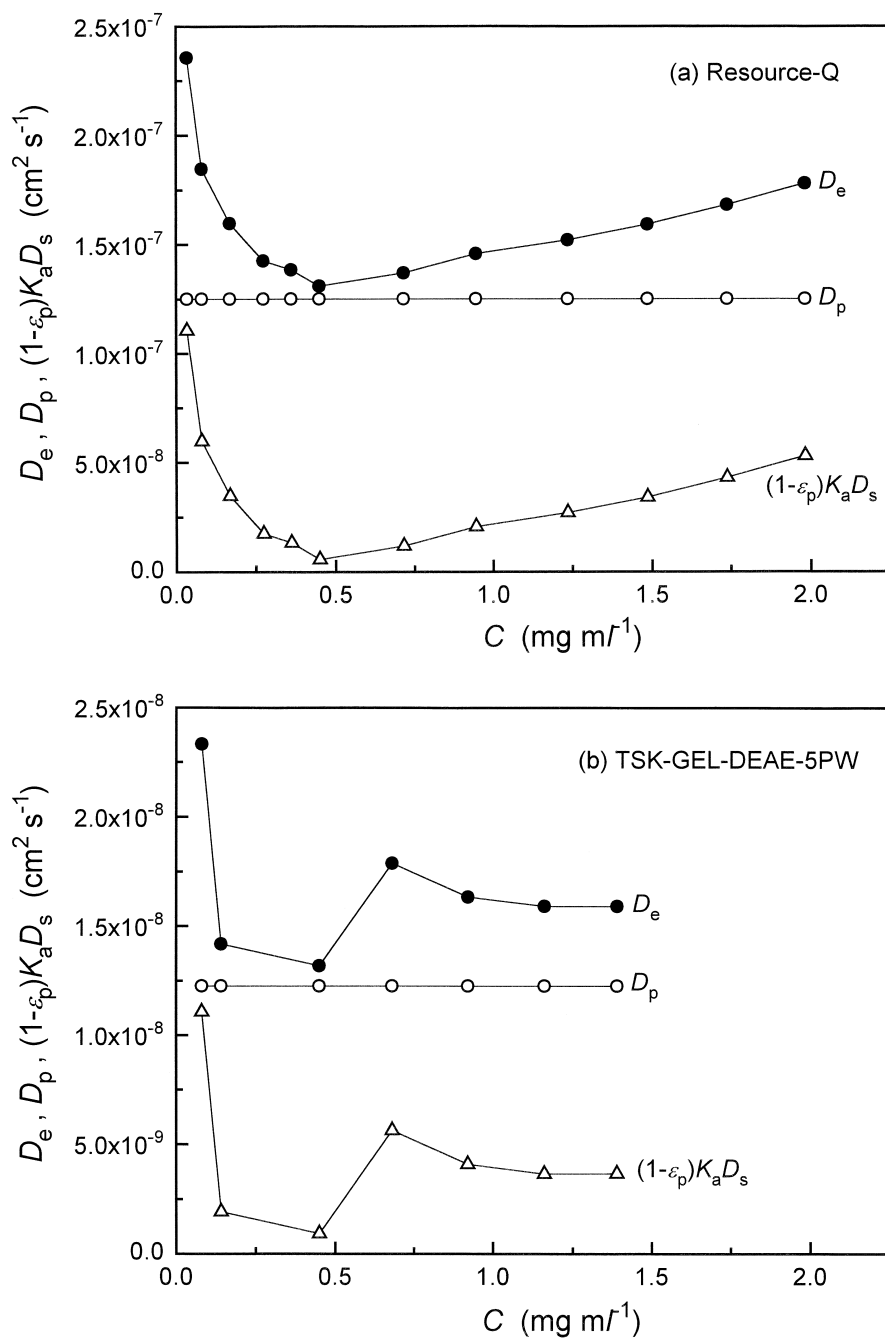 2.5x10⁻⁷
(a) Resource-Q
2.0x10⁻⁷
Dₑ
1.5x10⁻⁷
Dₚ
1.0x10⁻⁷
5.0x10⁻⁸
(1-εₚ)KₐDₛ
0.0
Dₑ , Dₚ , (1-εₚ)KₐDₛ (cm² s⁻¹)
0.0 0.5 1.0 1.5 2.0
C (mg ml⁻¹)
2.5x10⁻⁸
(b) TSK-GEL-DEAE-5PW
2.0x10⁻⁸
1.5x10⁻⁸
Dₑ
Dₚ
1.0x10⁻⁸
5.0x10⁻⁹
(1-εₚ)KₐDₛ
0.0
Dₑ , Dₚ , (1-εₚ)KₐDₛ (cm² s⁻¹)
0.0 0.5 1.0 1.5 2.0
C (mg ml⁻¹)